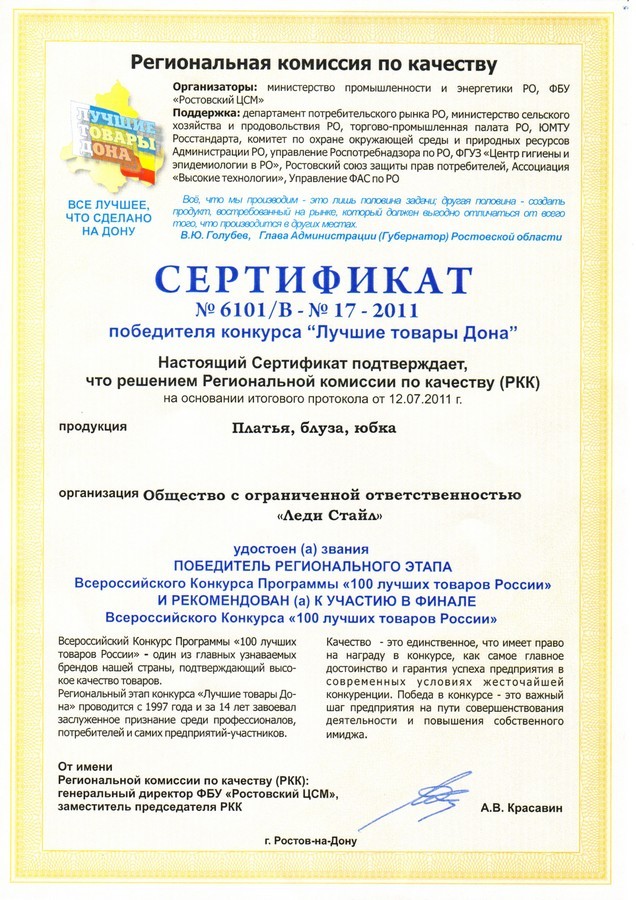 Региональная комиссия по качеству
Организаторы: министерство промышленности и энергетики РО, ФБУ
«Ростовский ЦСМ»
Поддержка: департамент потребительского рынка РО, министерство сельского
хозяйства и продовольствия РО, торгово-промышленная палата РО, ЮМТУ
Росстандарта, комитет по охране окружающей среды и природных ресурсов
Администрации РО, управление Роспотребнадзора по РО, ФГУЗ «Центр гигиены и
эпидемиологии в РО», Ростовский союз защиты прав потребителей, Ассоциация
«Высокие технологии», Управление ФАС по РО
ЛУЧШИЕ
ТОВАРЫ
ДОНА
ВСЕ ЛУЧШЕЕ,
ЧТО СДЕЛАНО
НА ДОНУ
Всё, что мы производим - это лишь половина задачи; другая половина - создать
продукт, востребованный на рынке, который должен выгодно отличаться от всего
того, что производится в других местах.
В.Ю. Голубев, Глава Администрации (Губернатор) Ростовской области
СЕРТИФИКАТ
№ 6101/В - № 17 - 2011
победителя конкурса “Лучшие товары Дона”
Настоящий Сертификат подтверждает,
что решением Региональной комиссии по качеству (РКК)
на основании итогового протокола от 12.07.2011 г.
продукция Платья, блуза, юбка
организация Общество с ограниченной ответственностью
«Леди Стайл»
удостоен (а) звания
ПОБЕДИТЕЛЬ РЕГИОНАЛЬНОГО ЭТАПА
Всероссийского Конкурса Программы «100 лучших товаров России»
И РЕКОМЕНДОВАН (а) К УЧАСТИЮ В ФИНАЛЕ
Всероссийского Конкурса «100 лучших товаров России»
Всероссийский Конкурс Программы «100 лучших
товаров России» - один из главных узнаваемых
брендов нашей страны, подтверждающий высо-
кое качество товаров.
Региональный этап конкурса «Лучшие товары До-
на» проводится с 1997 года и за 14 лет завоевал
заслуженное признание среди профессионалов,
потребителей и самих предприятий-участников.
Качество - это единственное, что имеет право
на награду в конкурсе, как самое главное
достоинство и гарантия успеха предприятия в
современных условиях жесточайшей
конкуренции. Победа в конкурсе - это важный
шаг предприятия на пути совершенствования
деятельности и повышения собственного
имиджа.
От имени
Региональной комиссии по качеству (РКК):
генеральный директор ФБУ «Ростовский ЦСМ»,
заместитель председателя РКК
А.В. Красавин
г. Ростов-на-Дону